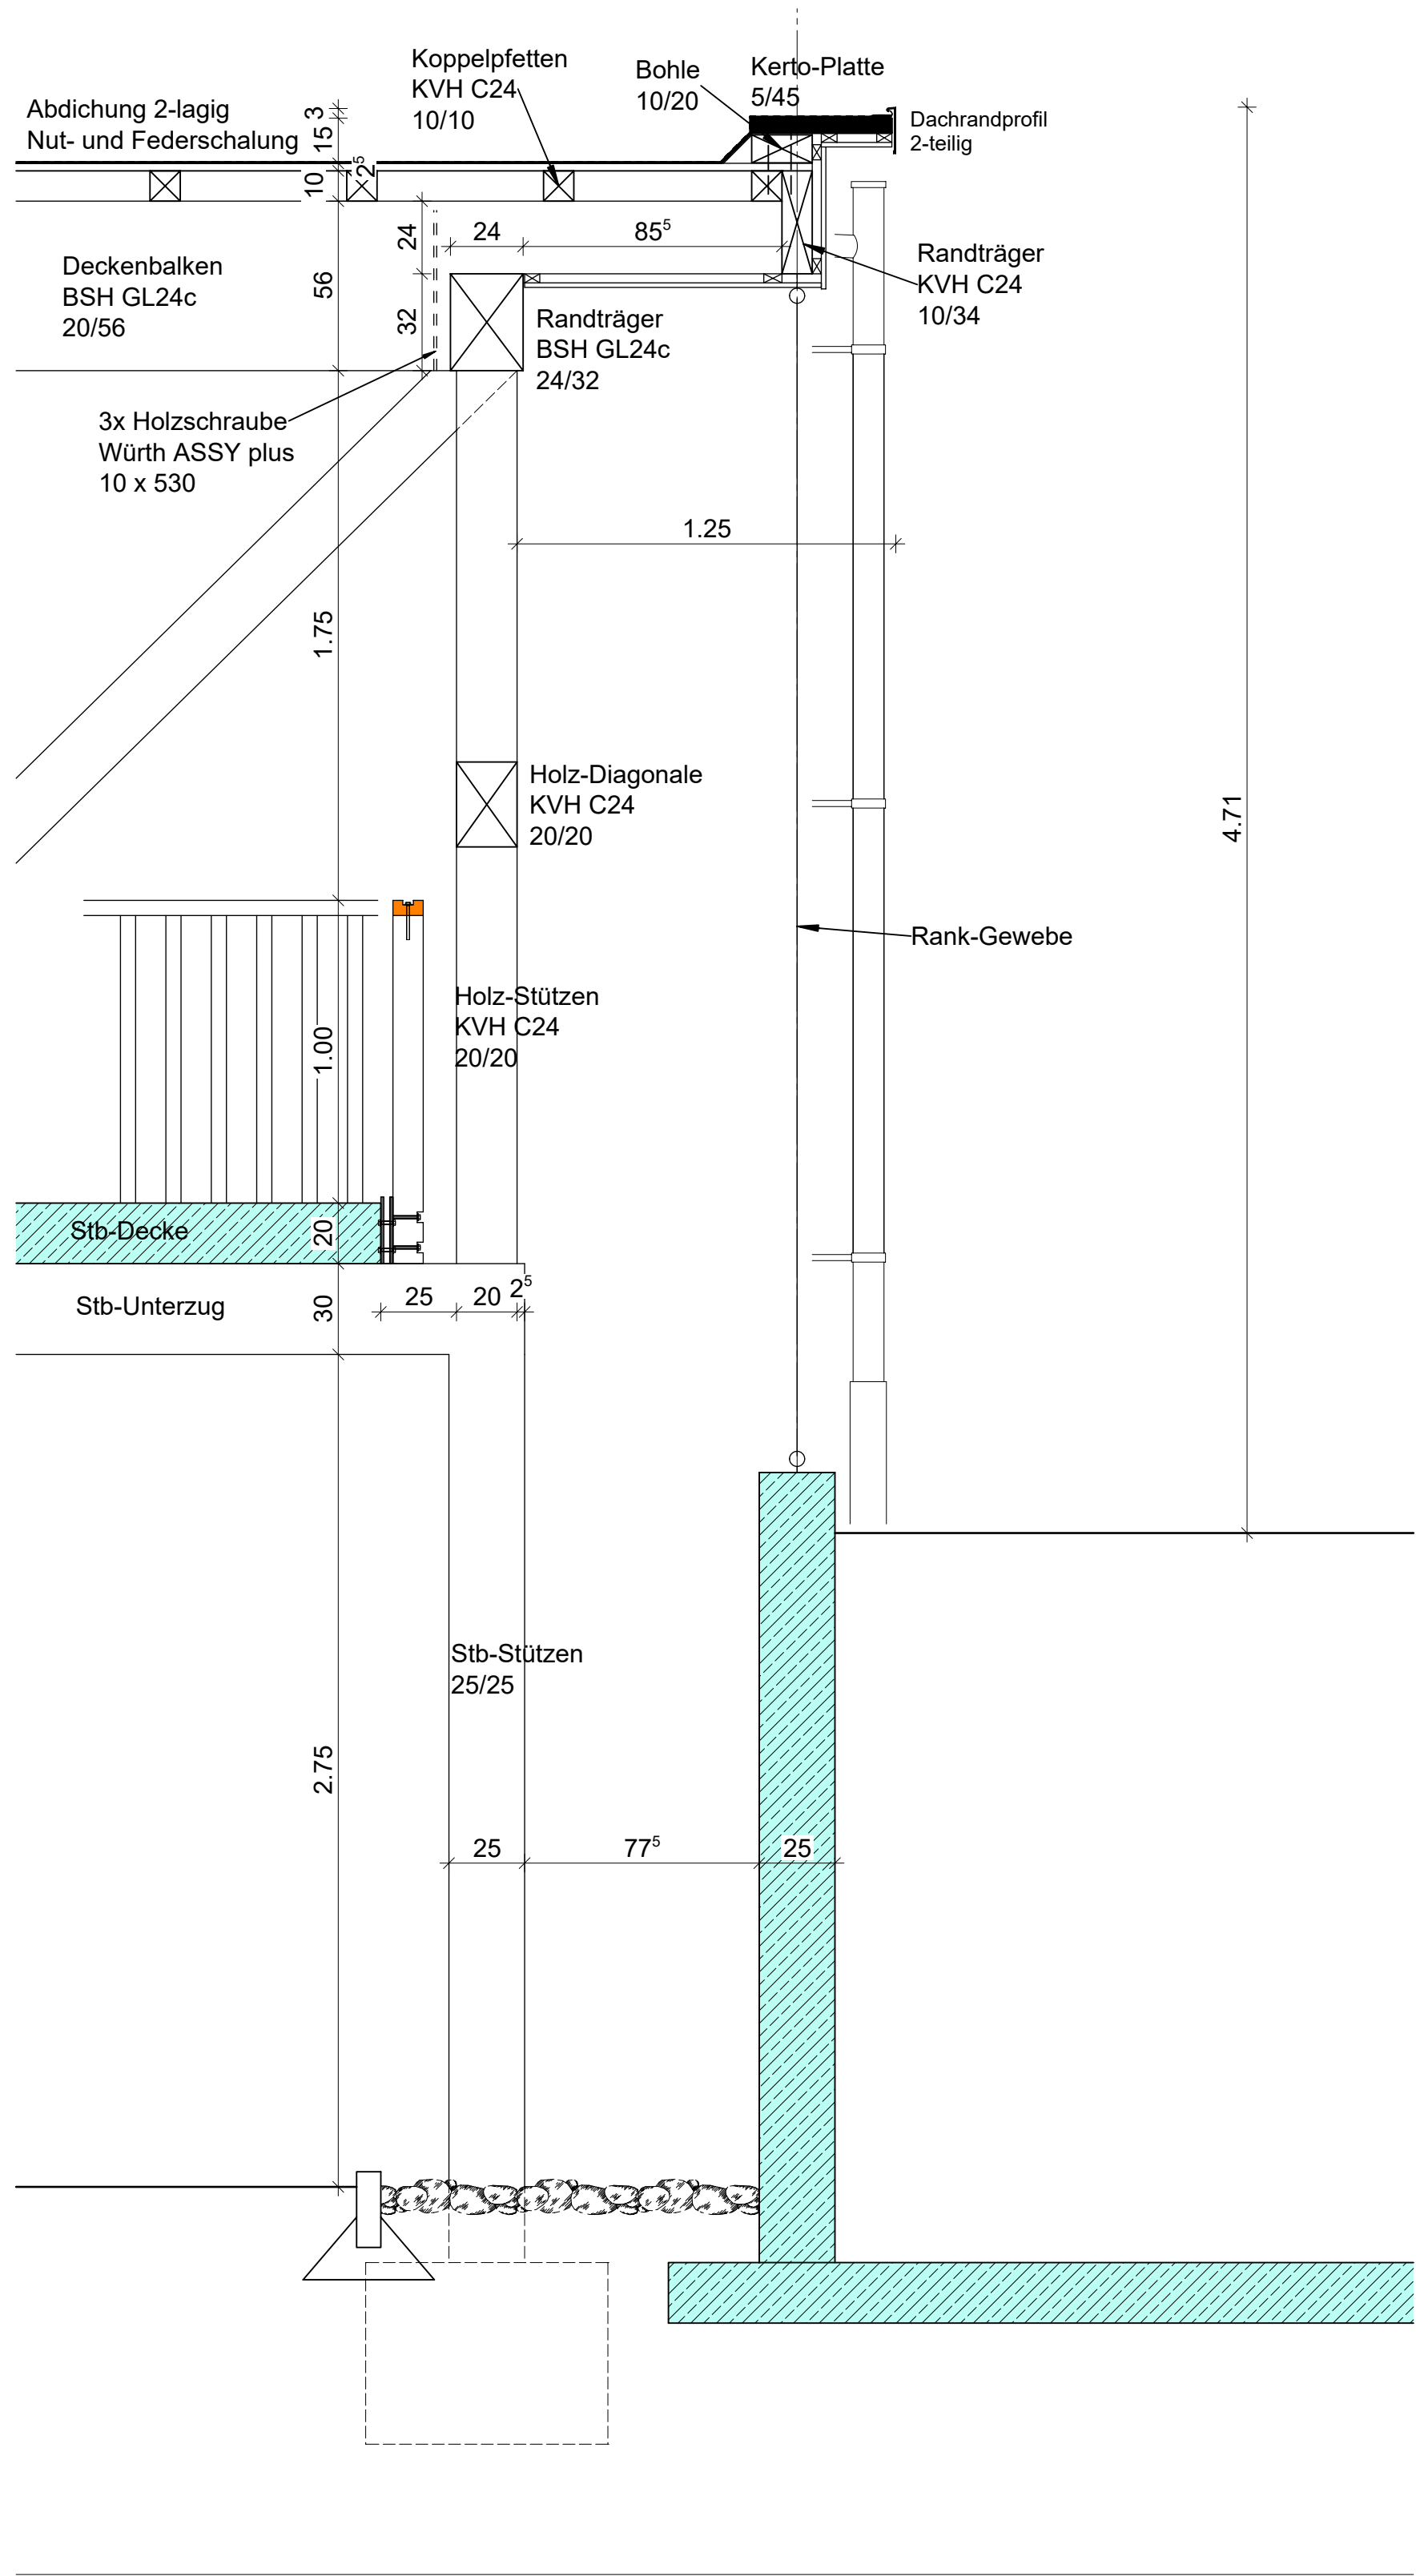 Koppelpfetten
KVH C24
10/10
Bohle
10/20
Kerto-Platte
5/45
Abdichtung 2-lagig
Nut- und Federschalung
3
15
2⁵
10
Dachrandprofil
2-teilig
24
24
85⁵
Deckenbalken
BSH GL24c
20/56
56
32
Randträger
KVH C24
10/34
Randträger
BSH GL24c
24/32
3x Holzschraube
Würth ASSY plus
10 x 530
1.25
1.75
Holz-Diagonale
KVH C24
20/20
4.71
Rank-Gewebe
Holz-Stützen
KVH C24
20/20
1.00
Stb-Decke
20
Stb-Unterzug
30
25
20
2⁵
Stb-Stützen
25/25
2.75
25
77⁵
25